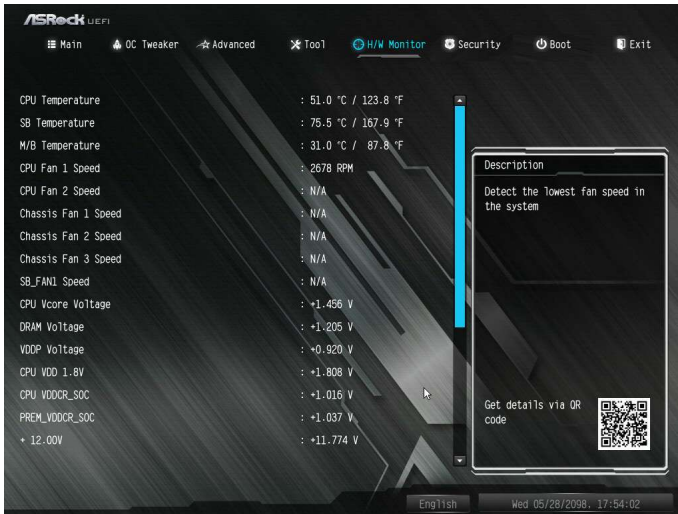 ASRock UEFI
Main OC Tweaker Advanced Tool H/W Monitor Security Boot Exit
CPU Temperature : 51.0 °C / 123.8 °F
SB Temperature : 75.5 °C / 167.9 °F
M/B Temperature : 31.0 °C / 87.8 °F
CPU Fan 1 Speed : 2678 RPM
CPU Fan 2 Speed : N/A
Chassis Fan 1 Speed : N/A
Chassis Fan 2 Speed : N/A
Chassis Fan 3 Speed : N/A
SB_FAN1 Speed : N/A
CPU Vcore Voltage : +1.456 V
DRAM Voltage : +1.205 V
VDDP Voltage : +0.920 V
CPU VDD 1.8V : +1.808 V
CPU VDDCR_SOC : +1.016 V
PREM_VDDCR_SOC : +1.037 V
+ 12.00V : +11.774 V
Description
Detect the lowest fan speed in
the system
Get details via QR
code
English Wed 05/28/2098, 17:54:02